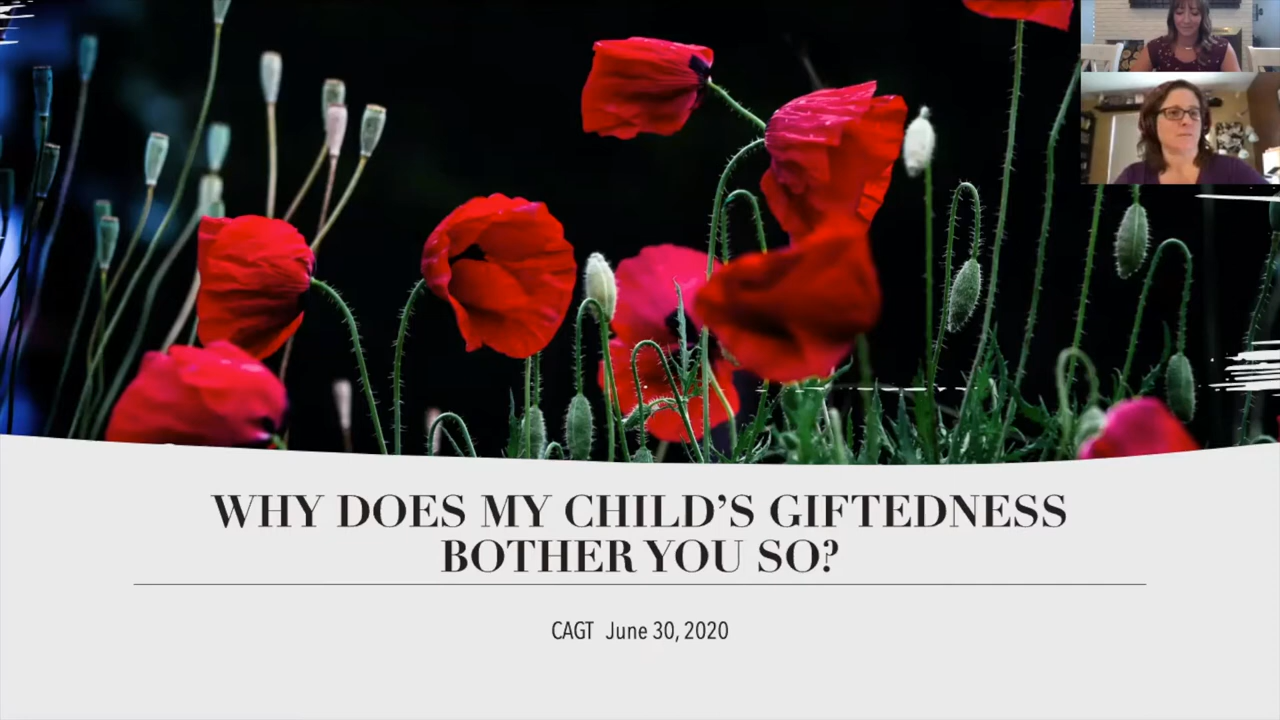 WHY DOES MY CHILD’S GIFTEDNESS
BOTHER YOU SO?
CAGT June 30, 2020